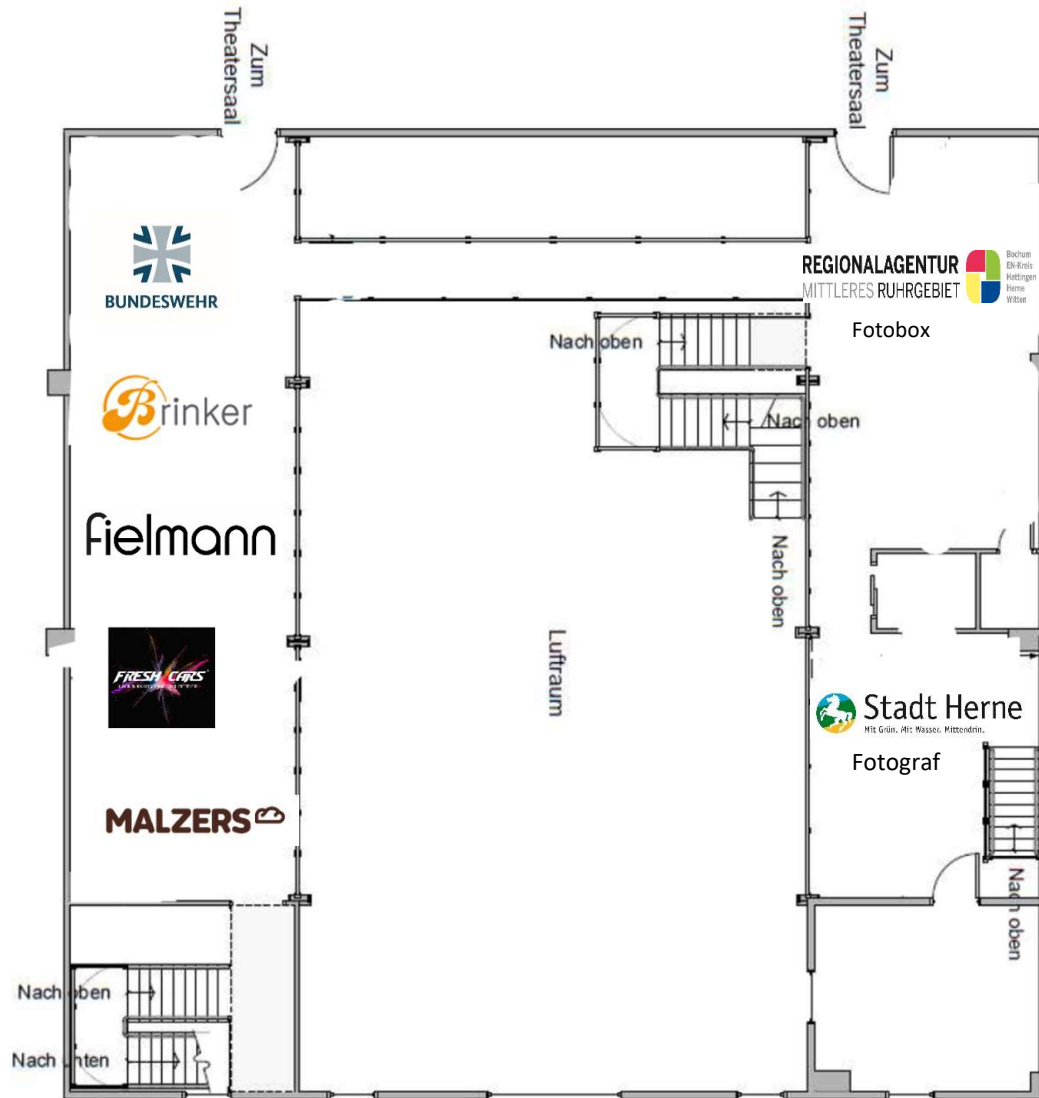 Zum
Theatersaal
Zum
Theatersaal
BUNDESWEHR
REGIONALAGENTUR
MITTLERES RUHRGEBIET
Bochum
EN-Kreis
Hattingen
Herne
Witten
Fotobox
Nach oben
Brinker
Nach oben
fielmann
Nach oben
Luftraum
FRESH CARS
Stadt Herne
Mit Grün. Mit Wasser. Mittendrin.
Fotograf
MALZERS
Nach oben
Nach oben
Nach unten